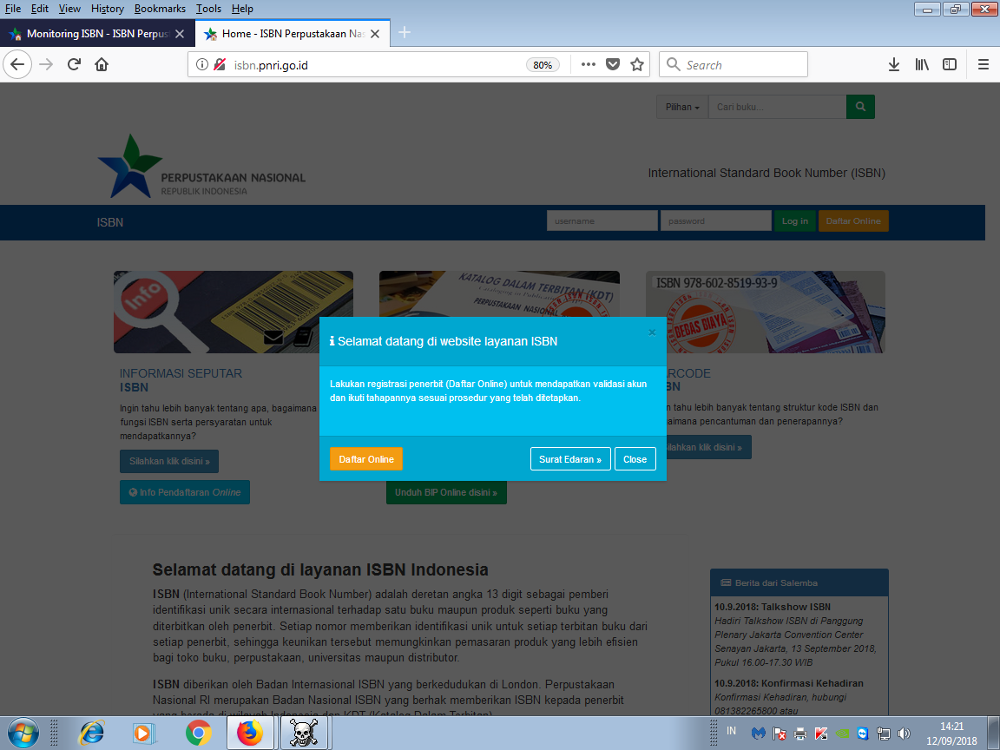 File Edit View History Bookmarks Tools Help
Monitoring ISBN - ISBN Perpus
Home - ISBN Perpustakaan Nas
isbn.pnri.go.id
80%
Search
Pilihan
Cari buku...
PERPUSTAKAAN NASIONAL
REPUBLIK INDONESIA
International Standard Book Number (ISBN)
ISBN
username
password
Log in
Daftar Online
Info
KATALOG DALAM TERBITAN (KDT)
PERPUSTAKAAN NASIONAL
ISBN 978-602-8519-93-9
BEBAS BIAYA
Selamat datang di website layanan ISBN
×
Lakukan registrasi penerbit (Daftar Online) untuk mendapatkan validasi akun
dan ikuti tahapannya sesuai prosedur yang telah ditetapkan.
Daftar Online
Surat Edaran »
Close
INFORMASI SEPUTAR
ISBN
Ingin tahu lebih banyak tentang apa, bagaimana
fungsi ISBN serta persyaratan untuk
mendapatkannya?
Silahkan klik disini »
Info Pendaftaran Online
Unduh BIP Online disini »
ARCODE
BN
n tahu lebih banyak tentang struktur kode ISBN dan
aimana pencantuman dan penerapannya?
ilahkan klik disini »
Selamat datang di layanan ISBN Indonesia
ISBN (International Standard Book Number) adalah deretan angka 13 digit sebagai pemberi
identifikasi unik secara internasional terhadap satu buku maupun produk seperti buku yang
diterbitkan oleh penerbit. Setiap nomor memberikan identifikasi unik untuk setiap terbitan buku dari
setiap penerbit, sehingga keunikan tersebut memungkinkan pemasaran produk yang lebih efisien
bagi toko buku, perpustakaan, universitas maupun distributor.
ISBN diberikan oleh Badan Internasional ISBN yang berkedudukan di London. Perpustakaan
Nasional RI merupakan Badan Nasional ISBN yang berhak memberikan ISBN kepada penerbit
yang berada di wilayah Indonesia dan KDT (Katalog Dalam Terbitan).
Berita dari Salemba
10.9.2018: Talkshow ISBN
Hadiri Talkshow ISBN di Panggung
Plenary Jakarta Convention Center
Senayan Jakarta, 13 September 2018,
Pukul 16.00-17.30 WIB
10.9.2018: Konfirmasi Kehadiran
Konfirmasi Kehadiran, hubungi
081382265800 atau
IN
14:21
12/09/2018